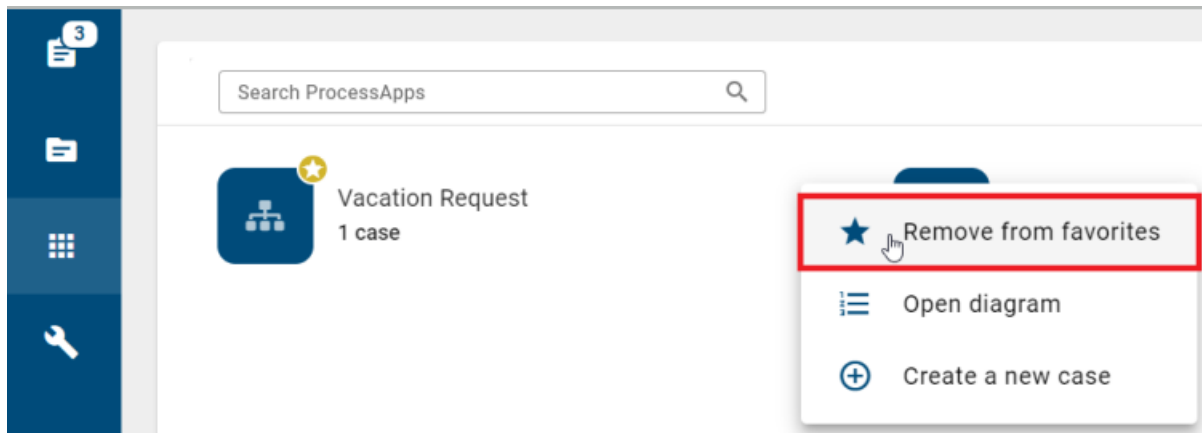 3
Search ProcessApps
Vacation Request
1 case
Remove from favorites
Open diagram
Create a new case